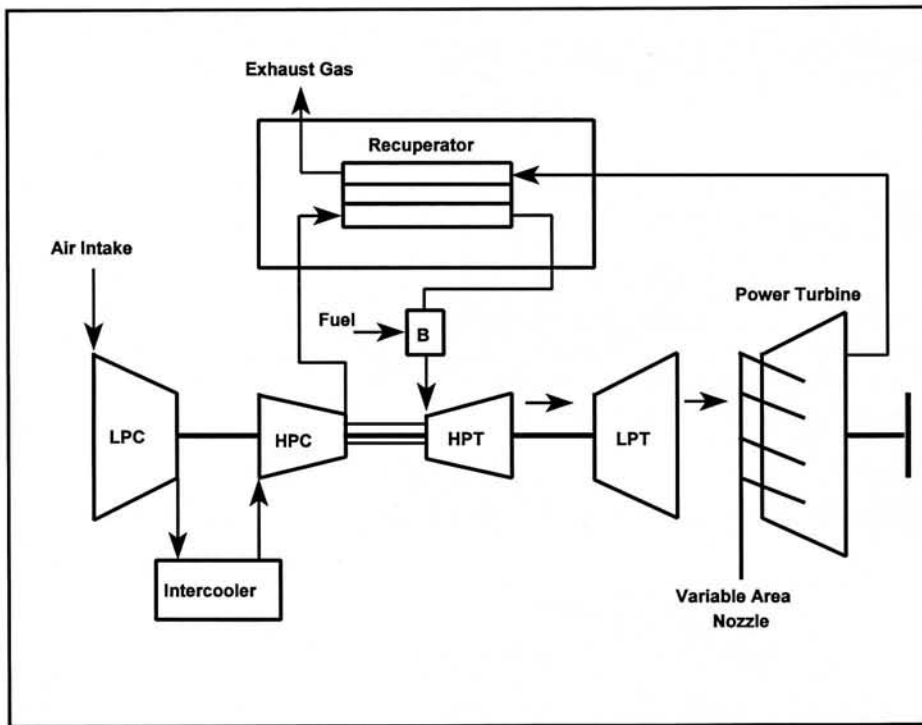 Exhaust Gas
Recuperator
Air Intake
Power Turbine
Fuel
B
LPC
HPC
HPT
LPT
Intercooler
Variable Area
Nozzle